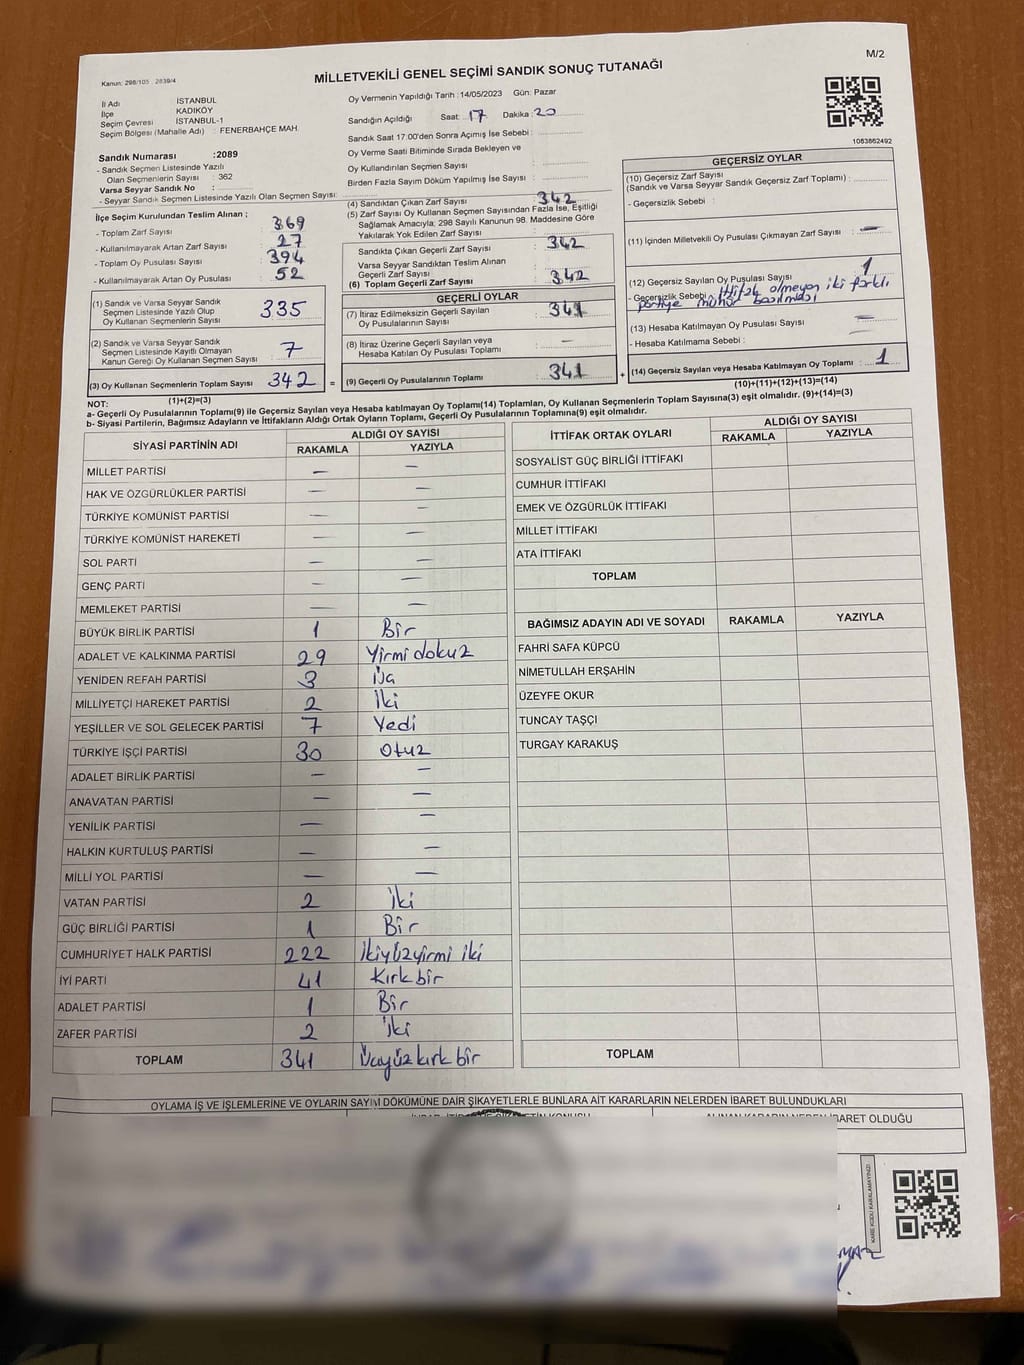 M/2
Kanun: 298/105 2839/4
MİLLETVEKİLİ GENEL SEÇİMİ SANDIK SONUÇ TUTANAĞI
İl Adı İSTANBUL
İlçe KADIKÖY
Seçim Çevresi İSTANBUL-1
Seçim Bölgesi (Mahalle Adı) : FENERBAHÇE MAH.
Sandık Numarası :2089
- Sandık Seçmen Listesinde Yazılı
Olan Seçmenlerin Sayısı : 362
Varsa Seyyar Sandık No :
- Seyyar Sandık Seçmen Listesinde Yazılı Olan Seçmen Sayısı:
İlçe Seçim Kurulundan Teslim Alınan ;
- Toplam Zarf Sayısı : 369
- Kullanılmayarak Artan Zarf Sayısı : 27
- Toplam Oy Pusulası Sayısı : 394
- Kullanılmayarak Artan Oy Pusulası : 52
(1) Sandık ve Varsa Seyyar Sandık
Seçmen Listesinde Yazılı Olup
Oy Kullanan Seçmenlerin Sayısı : 335
(2) Sandık ve Varsa Seyyar Sandık
Seçmen Listesinde Kayıtlı Olmayan
Kanun Gereği Oy Kullanan Seçmen Sayısı : 7
(3) Oy Kullanan Seçmenlerin Toplam Sayısı : 342
(1)+(2)=(3)
Oy Vermenin Yapıldığı Tarih : 14/05/2023 Gün: Pazar
Sandığın Açıldığı Saat: 17 Dakika : 20
Sandık Saat 17.00'den Sonra Açımış İse Sebebi :
Oy Verme Saati Bitiminde Sırada Bekleyen ve
Oy Kullandırılan Seçmen Sayısı :
Birden Fazla Sayım Döküm Yapılmış İse Sayısı :
(4) Sandıktan Çıkan Zarf Sayısı : 342
(5) Zarf Sayısı Oy Kullanan Seçmen Sayısından Fazla İse, Eşitliği
Sağlamak Amacıyla, 298 Sayılı Kanunun 98. Maddesine Göre
Yakılarak Yok Edilen Zarf Sayısı :
Sandıkta Çıkan Geçerli Zarf Sayısı : 342
Varsa Seyyar Sandıktan Teslim Alınan
Geçerli Zarf Sayısı :
(6) Toplam Geçerli Zarf Sayısı : 342
GEÇERLİ OYLAR
(7) İtiraz Edilmeksizin Geçerli Sayılan
Oy Pusulalarının Sayısı : 341
(8) İtiraz Üzerine Geçerli Sayılan veya
Hesaba Katılan Oy Pusulası Toplamı : —
= (9) Geçerli Oy Pusulalarının Toplamı : 341
1063862492
GEÇERSİZ OYLAR
(10) Geçersiz Zarf Sayısı
(Sandık ve Varsa Seyyar Sandık Geçersiz Zarf Toplamı) :
- Geçersizlik Sebebi :
(11) İçinden Milletvekili Oy Pusulası Çıkmayan Zarf Sayısı : —
(12) Geçersiz Sayılan Oy Pusulası Sayısı : 1
- Geçersizlik Sebebi : İttifak olmayan iki farklı
partiye mühür basılması
(13) Hesaba Katılmayan Oy Pusulası Sayısı : —
- Hesaba Katılmama Sebebi : —
+ (14) Geçersiz Sayılan veya Hesaba Katılmayan Oy Toplamı : 1
(10)+(11)+(12)+(13)=(14)
NOT:
a- Geçerli Oy Pusulalarının Toplamı(9) ile Geçersiz Sayılan veya Hesaba katılmayan Oy Toplamı(14) Toplamları, Oy Kullanan Seçmenlerin Toplam Sayısına(3) eşit olmalıdır. (9)+(14)=(3)
b- Siyasi Partilerin, Bağımsız Adayların ve İttifakların Aldığı Ortak Oyların Toplamı, Geçerli Oy Pusulalarının Toplamına(9) eşit olmalıdır.
SİYASİ PARTİNİN ADI ALDIĞI OY SAYISI
RAKAMLA YAZIYLA
MİLLET PARTİSİ — —
HAK VE ÖZGÜRLÜKLER PARTİSİ — —
TÜRKİYE KOMÜNİST PARTİSİ — —
TÜRKİYE KOMÜNİST HAREKETİ — —
SOL PARTİ — —
GENÇ PARTİ — —
MEMLEKET PARTİSİ — —
BÜYÜK BİRLİK PARTİSİ 1 Bir
ADALET VE KALKINMA PARTİSİ 29 Yirmi dokuz
YENİDEN REFAH PARTİSİ 3 Üç
MİLLİYETÇİ HAREKET PARTİSİ 2 İki
YEŞİLLER VE SOL GELECEK PARTİSİ 7 Yedi
TÜRKİYE İŞÇİ PARTİSİ 30 Otuz
ADALET BİRLİK PARTİSİ — —
ANAVATAN PARTİSİ — —
YENİLİK PARTİSİ — —
HALKIN KURTULUŞ PARTİSİ — —
MİLLİ YOL PARTİSİ — —
VATAN PARTİSİ 2 İki
GÜÇ BİRLİĞİ PARTİSİ 1 Bir
CUMHURİYET HALK PARTİSİ 222 İkiyüzyirmi iki
İYİ PARTİ 41 Kırk bir
ADALET PARTİSİ 1 Bir
ZAFER PARTİSİ 2 İki
TOPLAM 341 Üçyüzkırk bir
İTTİFAK ORTAK OYLARI ALDIĞI OY SAYISI
RAKAMLA YAZIYLA
SOSYALİST GÜÇ BİRLİĞİ İTTİFAKI
CUMHUR İTTİFAKI
EMEK VE ÖZGÜRLÜK İTTİFAKI
MİLLET İTTİFAKI
ATA İTTİFAKI
TOPLAM
BAĞIMSIZ ADAYIN ADI VE SOYADI RAKAMLA YAZIYLA
FAHRİ SAFA KÜPCÜ
NİMETULLAH ERŞAHİN
ÜZEYFE OKUR
TUNCAY TAŞÇI
TURGAY KARAKUŞ
TOPLAM
OYLAMA İŞ VE İŞLEMLERİNE VE OYLARIN SAYIM DÖKÜMÜNE DAİR ŞİKAYETLERLE BUNLARA AİT KARARLARIN NELERDEN İBARET BULUNDUKLARI
ALINAN KARARIN NEDEN İBARET OLDUĞU
KARE KODU KARALAMAYINIZ!